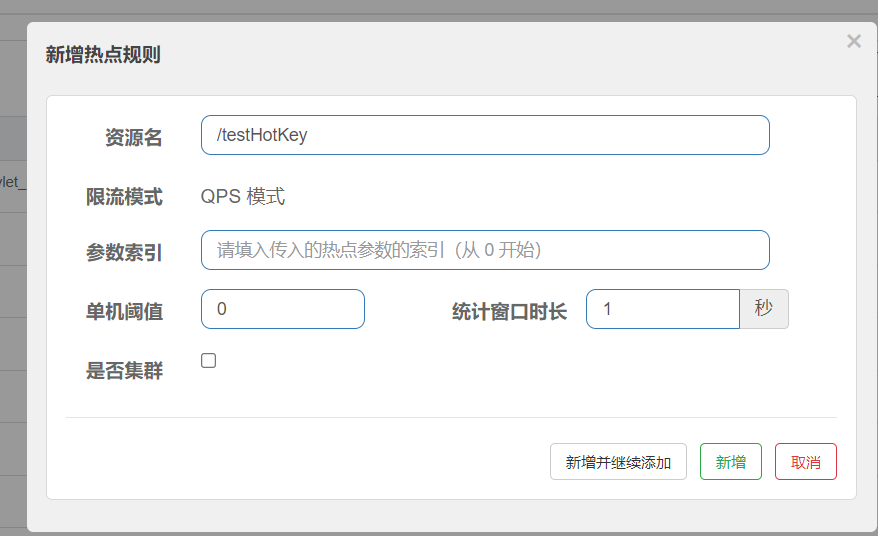 新增热点规则
×
资源名 /testHotKey
vlet_
限流模式 QPS 模式
参数索引 请填入传入的热点参数的索引（从 0 开始）
单机阈值 0 统计窗口时长 1 秒
是否集群
新增并继续添加 新增 取消